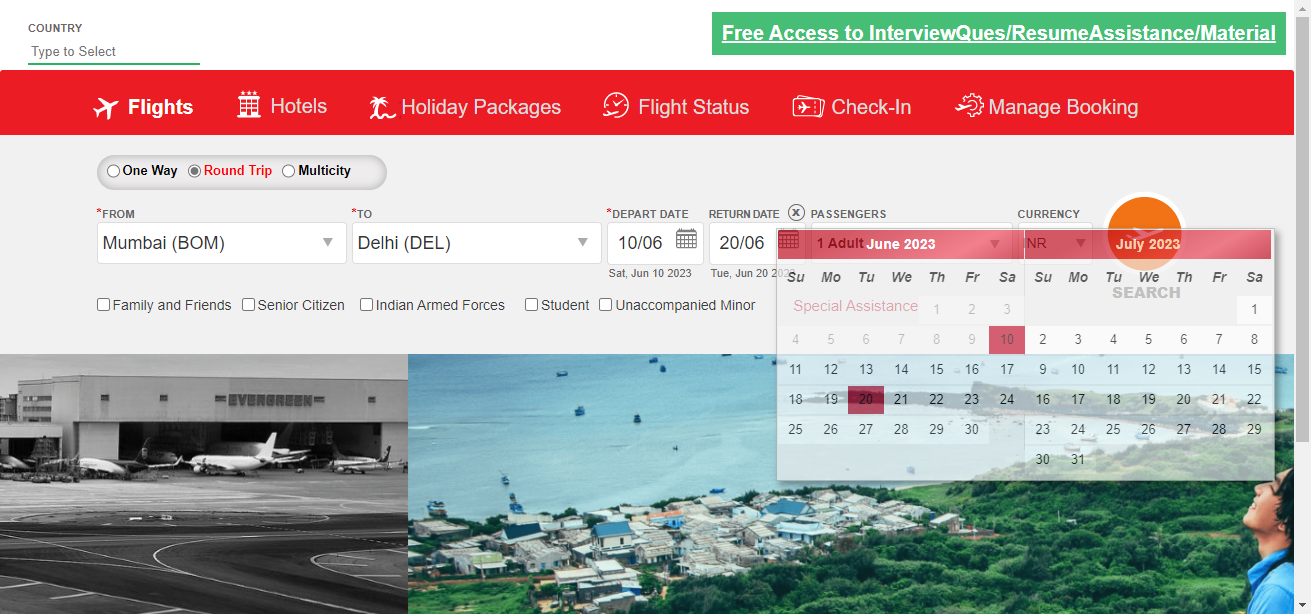 COUNTRY
Type to Select
Free Access to InterviewQues/ResumeAssistance/Material
Flights Hotels Holiday Packages Flight Status Check-In Manage Booking
One Way Round Trip Multicity
*FROM *TO *DEPART DATE RETURN DATE PASSENGERS CURRENCY
Mumbai (BOM) Delhi (DEL) 10/06 20/06 1 Adult INR
Sat, Jun 10 2023 Tue, Jun 20 2023
Family and Friends Senior Citizen Indian Armed Forces Student Unaccompanied Minor
Special Assistance
SEARCH
June 2023 July 2023
Su Mo Tu We Th Fr Sa Su Mo Tu We Th Fr Sa
1 2 3 1
4 5 6 7 8 9 10 2 3 4 5 6 7 8
11 12 13 14 15 16 17 9 10 11 12 13 14 15
18 19 20 21 22 23 24 16 17 18 19 20 21 22
25 26 27 28 29 30 23 24 25 26 27 28 29
30 31
EVERGREEN